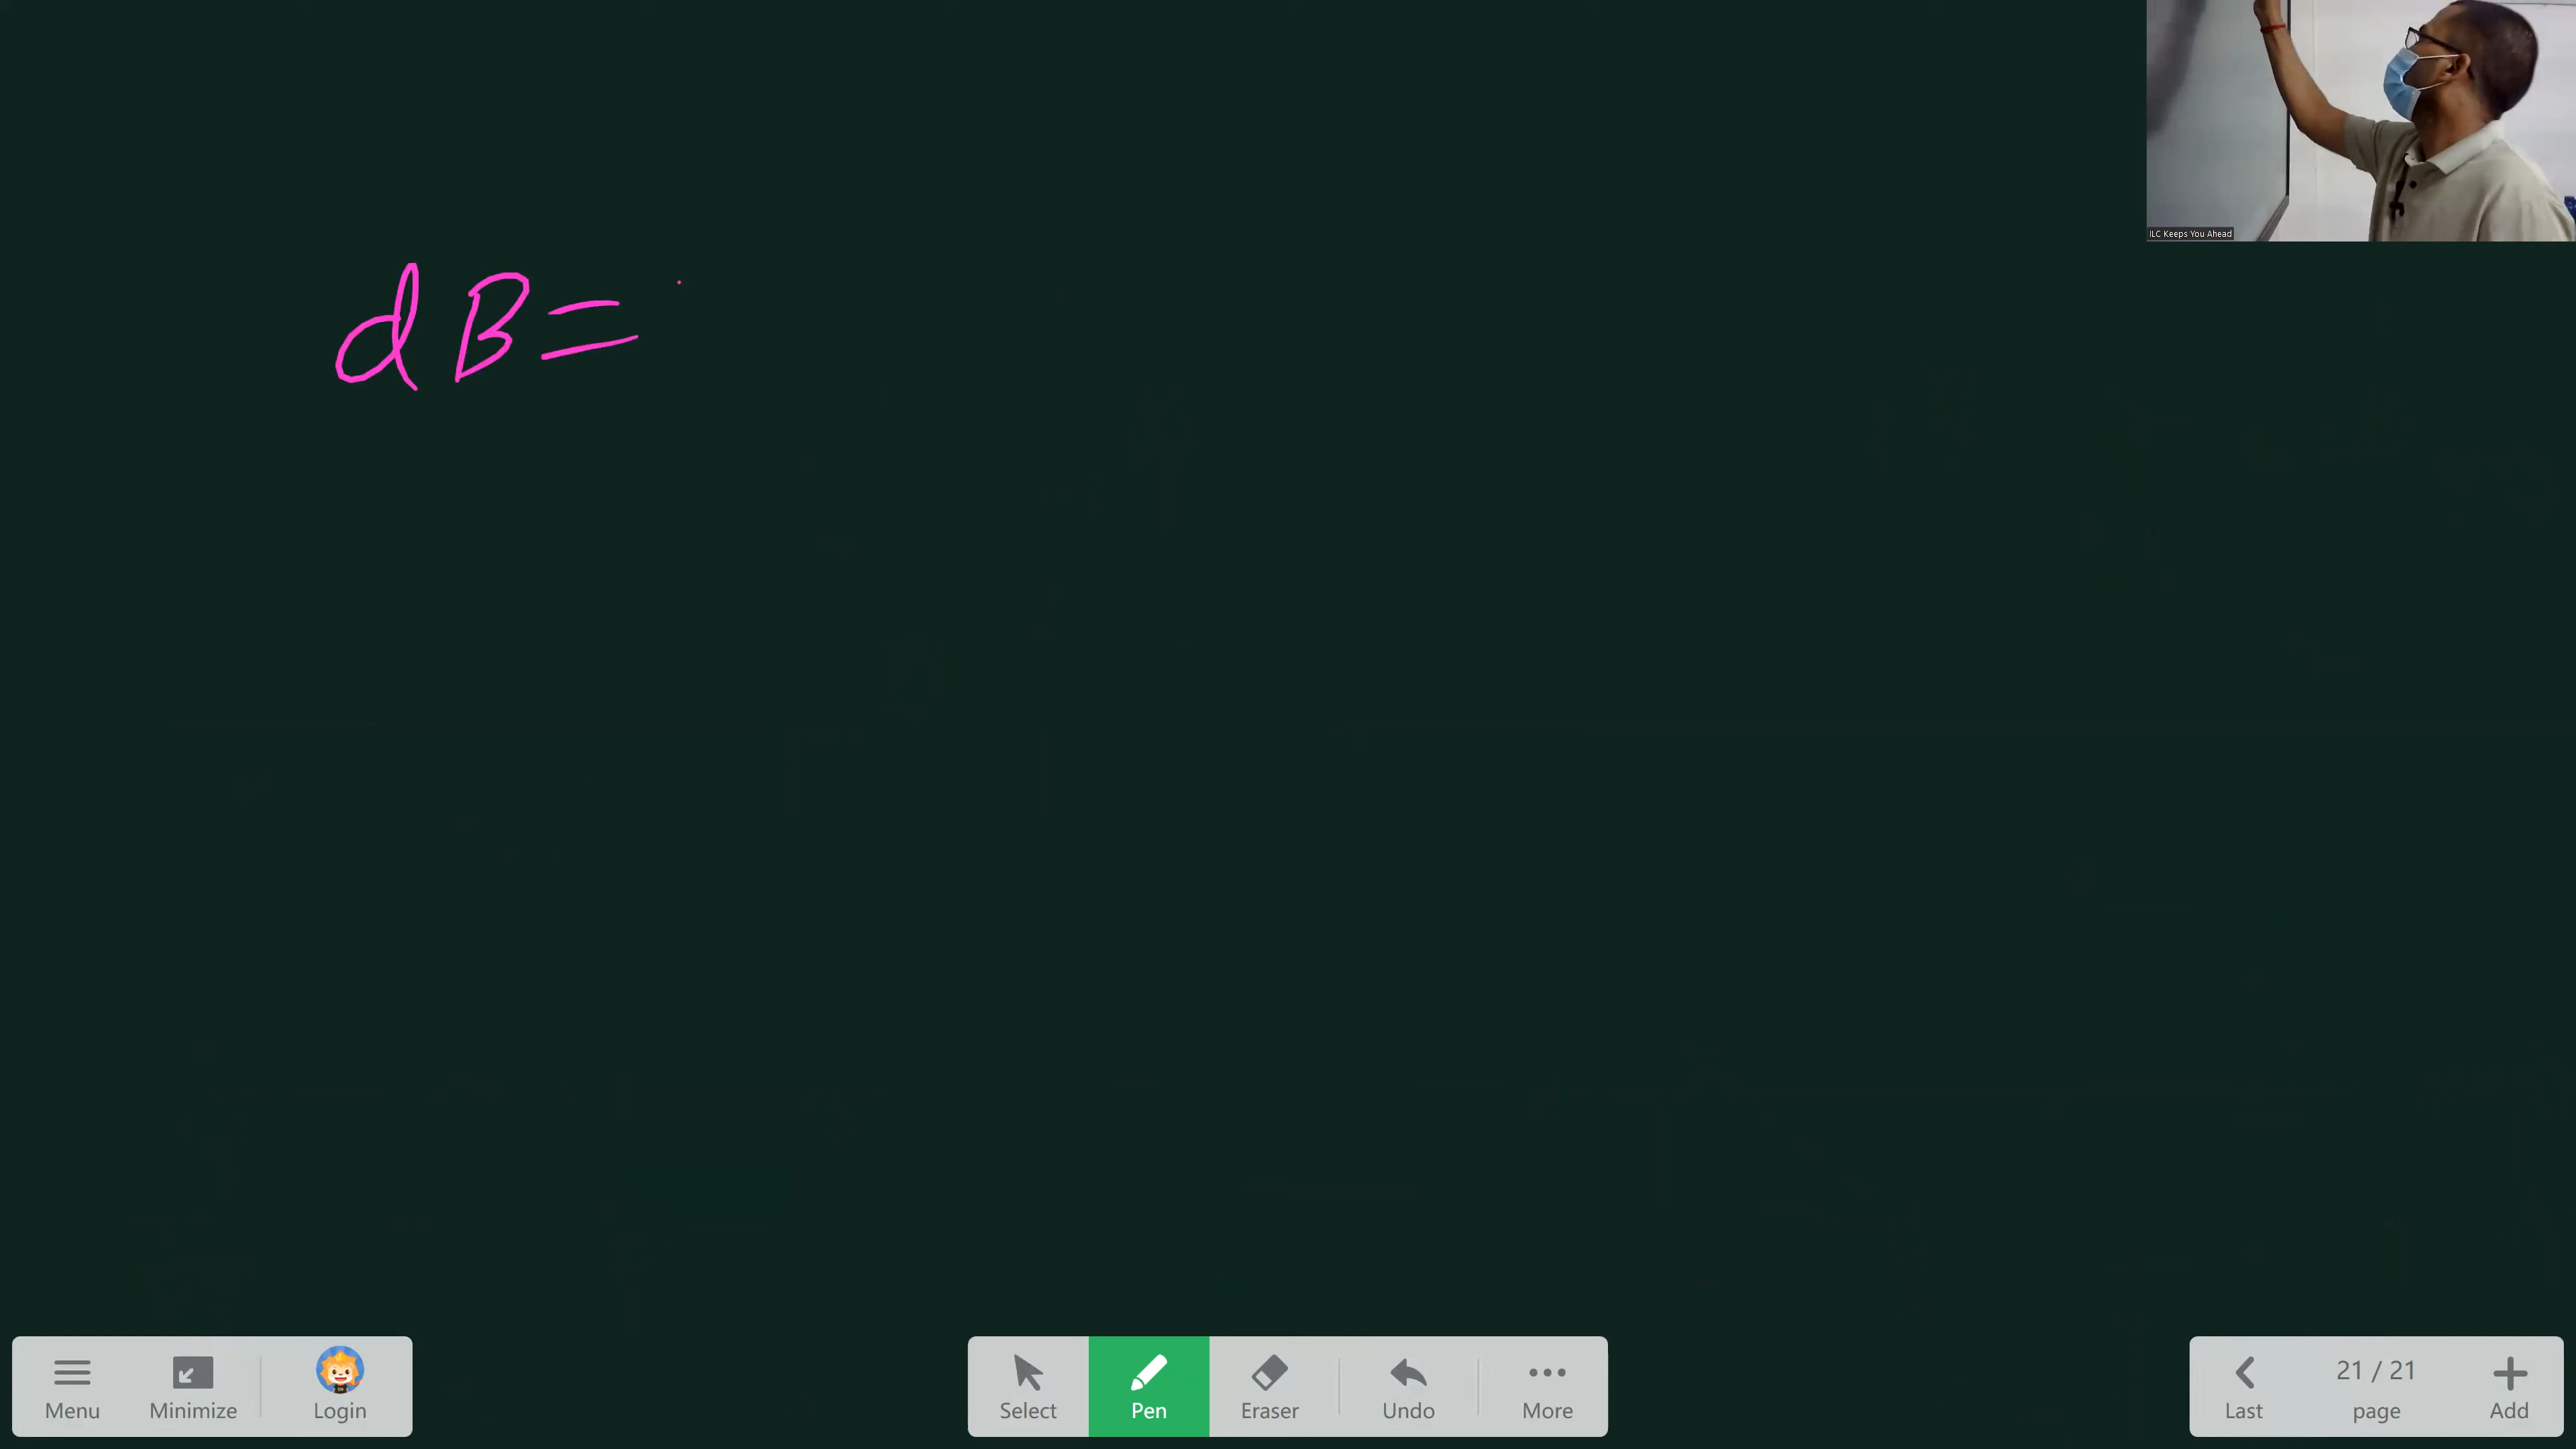 ILC Keeps You Ahead
dB=
Menu Minimize Login Select Pen Eraser Undo More Last 21 / 21 page Add